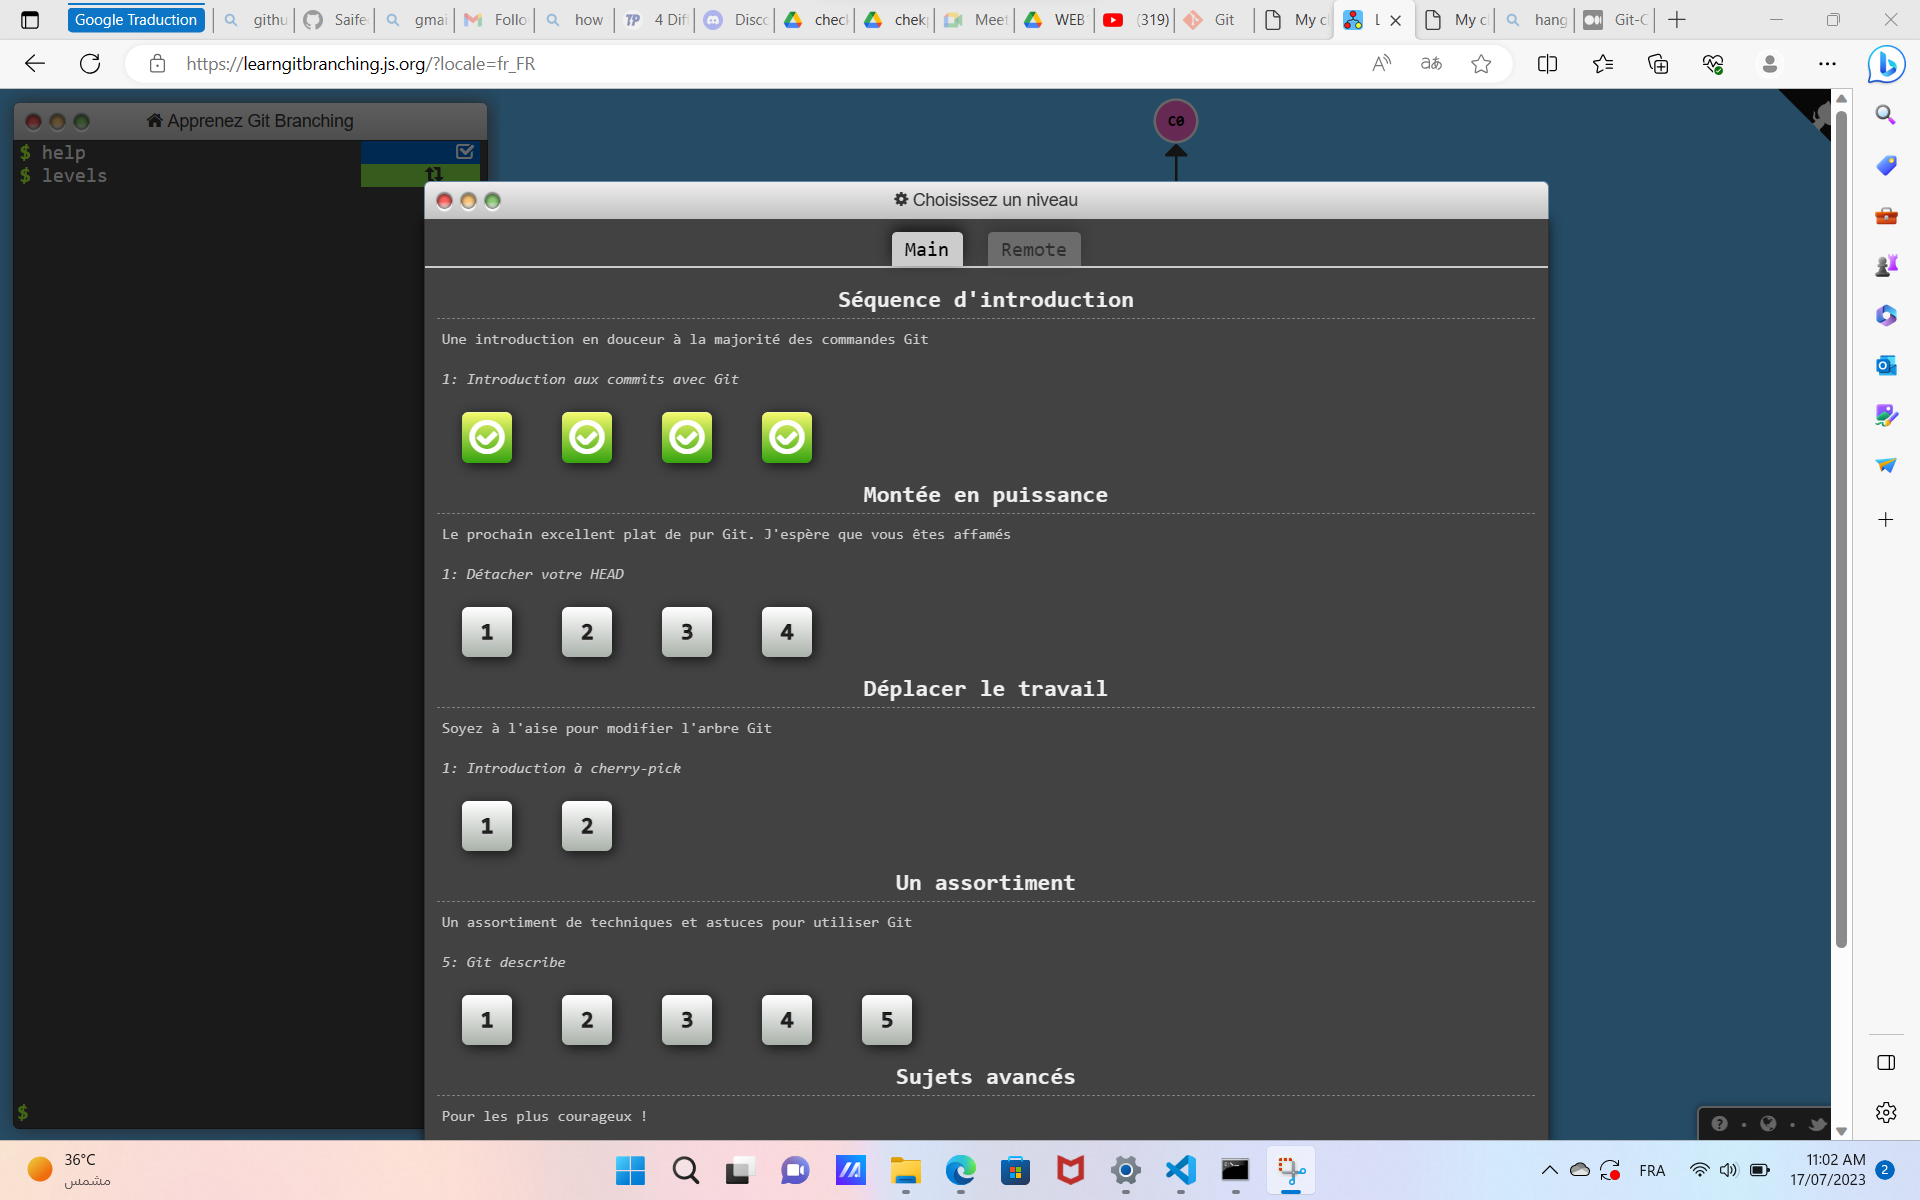 Google Traduction
githu
Saife
gmai
Follo
how
4 Dif
Disco
chec
chek
Meet
WEB
(319)
Git
My c
L
My c
hang
Git-C
https://learngitbranching.js.org/?locale=fr_FR
Apprenez Git Branching
$ help
$ levels
C0
Choisissez un niveau
Main
Remote
Séquence d'introduction
Une introduction en douceur à la majorité des commandes Git
1: Introduction aux commits avec Git
Montée en puissance
Le prochain excellent plat de pur Git. J'espère que vous êtes affamés
1: Détacher votre HEAD
1 2 3 4
Déplacer le travail
Soyez à l'aise pour modifier l'arbre Git
1: Introduction à cherry-pick
1 2
Un assortiment
Un assortiment de techniques et astuces pour utiliser Git
5: Git describe
1 2 3 4 5
Sujets avancés
Pour les plus courageux !
$
36°C
مشمس
FRA
11:02 AM
17/07/2023
2